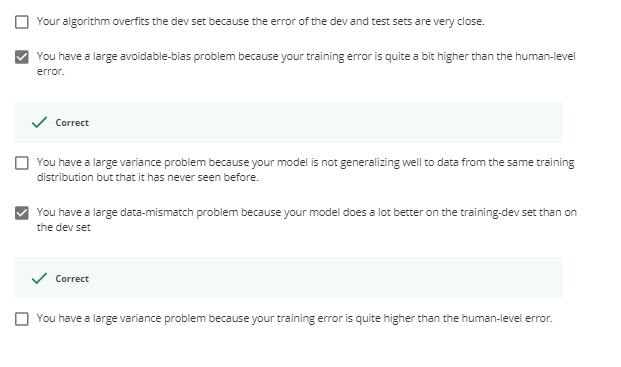 Your algorithm overfits the dev set because the error of the dev and test sets are very close.
You have a large avoidable-bias problem because your training error is quite a bit higher than the human-level
error.
Correct
You have a large variance problem because your model is not generalizing well to data from the same training
distribution but that it has never seen before.
You have a large data-mismatch problem because your model does a lot better on the training-dev set than on
the dev set
Correct
You have a large variance problem because your training error is quite higher than the human-level error.